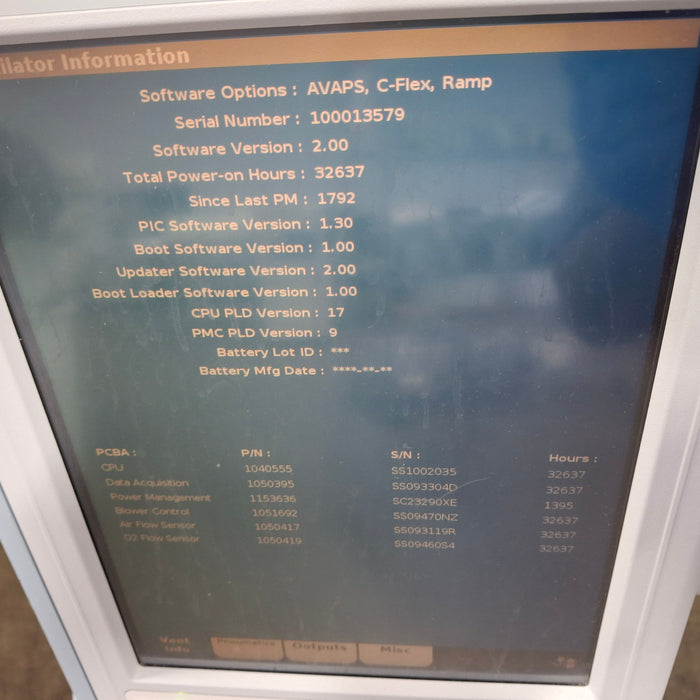 llator Information
Software Options : AVAPS, C-Flex, Ramp
Serial Number : 100013579
Software Version : 2.00
Total Power-on Hours : 32637
Since Last PM : 1792
PIC Software Version : 1.30
Boot Software Version : 1.00
Updater Software Version : 2.00
Boot Loader Software Version : 1.00
CPU PLD Version : 17
PMC PLD Version : 9
Battery Lot ID : ***
Battery Mfg Date : ****-**-**
PCBA : P/N : S/N : Hours :
CPU 1040555 SS1002035 32637
Data Acquisition 1050395 SS093304D 32637
Power Management 1153636 SC23290XE 1395
Blower Control 1051692 SS09470NZ 32637
Air Flow Sensor 1050417 SS093119R 32637
O2 Flow Sensor 1050419 SS09460S4 32637
Vent Info Pneumatics Outputs Misc